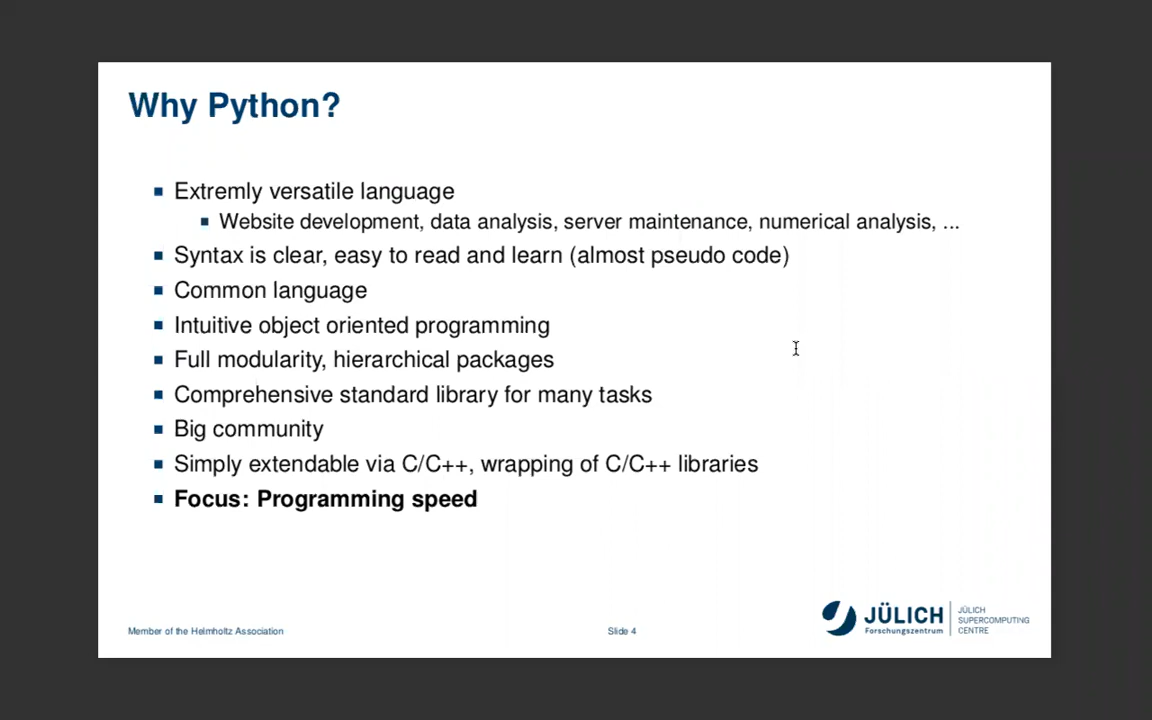 Why Python?
Extremly versatile language
Website development, data analysis, server maintenance, numerical analysis, ...
Syntax is clear, easy to read and learn (almost pseudo code)
Common language
Intuitive object oriented programming
Full modularity, hierarchical packages
Comprehensive standard library for many tasks
Big community
Simply extendable via C/C++, wrapping of C/C++ libraries
Focus: Programming speed
Member of the Helmholtz Association
Slide 4
JÜLICH
Forschungszentrum
JÜLICH
SUPERCOMPUTING
CENTRE